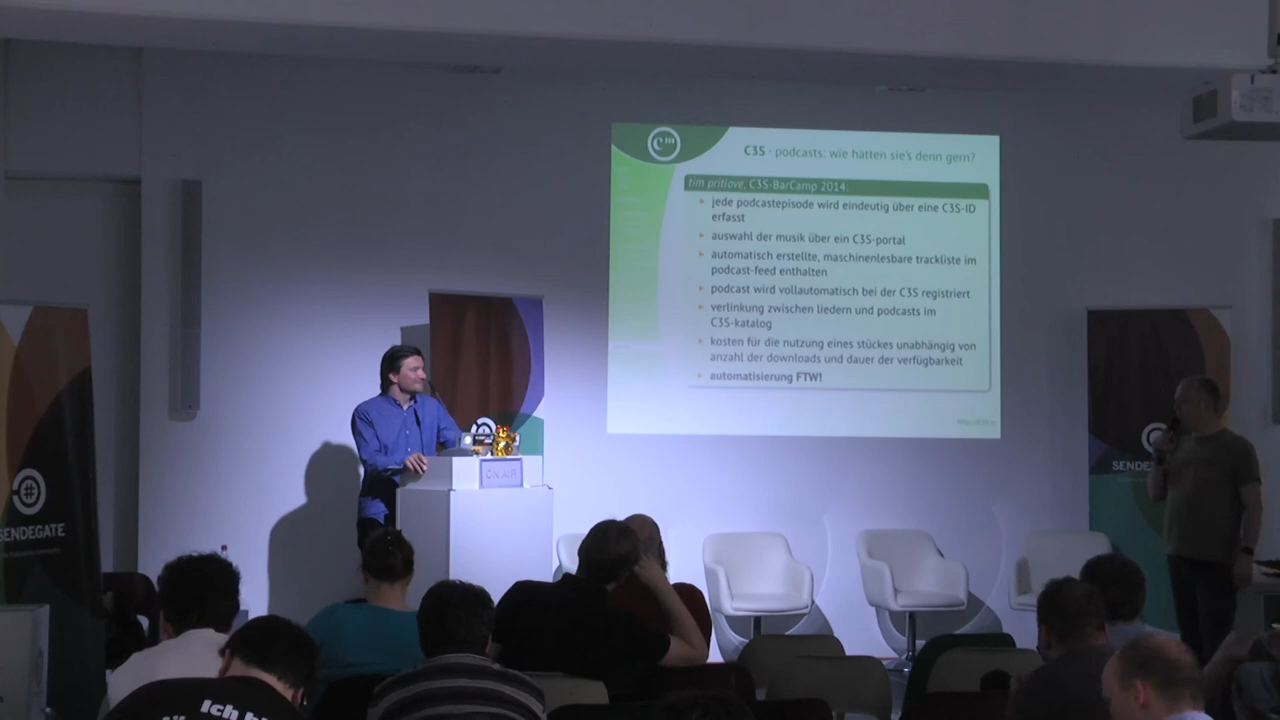 C3S · podcasts: wie hätten sie's denn gern?
tim pritlove, C3S-BarCamp 2014:
jede podcastepisode wird eindeutig über eine C3S-ID
erfasst
auswahl der musik über ein C3S-portal
automatisch erstellte, maschinenlesbare trackliste im
podcast-feed enthalten
podcast wird vollautomatisch bei der C3S registriert
verlinkung zwischen liedern und podcasts im
C3S-katalog
kosten für die nutzung eines stückes unabhängig von
anzahl der downloads und dauer der verfügbarkeit
automatisierung FTW!
ON AIR
#
SENDEGATE
SENDE
Ich